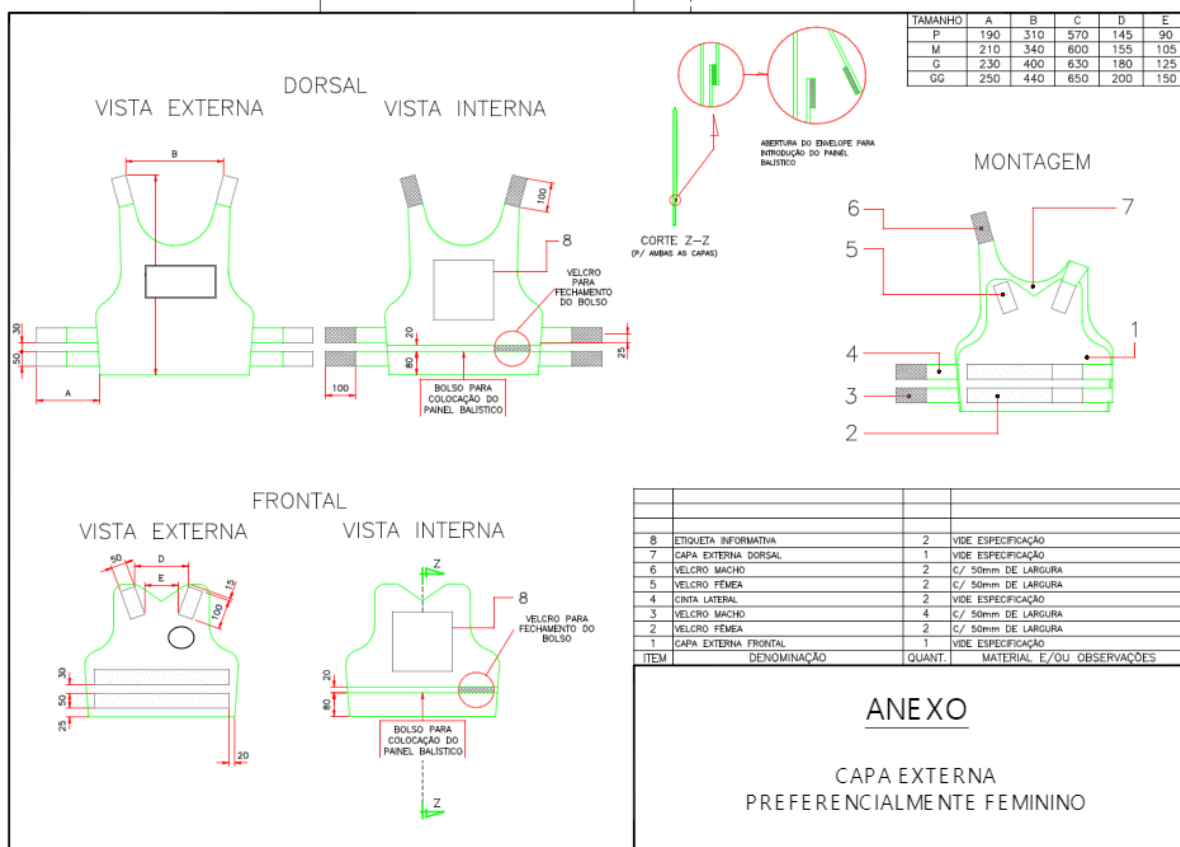 TAMANHO A B C D E
P 190 310 570 145 90
M 210 340 600 155 105
G 230 400 630 180 125
GG 250 440 650 200 150
DORSAL
VISTA EXTERNA
VISTA INTERNA
B
100
8
VELCRO
PARA
FECHAMENTO
DO BOLSO
30
50
A
100
20
80
25
BOLSO PARA
COLOCAÇÃO DO
PAINEL BALÍSTICO
ABERTURA DO ENVELOPE PARA
INTRODUÇÃO DO PAINEL
BALÍSTICO
CORTE Z-Z
(P/ AMBAS AS CAPAS)
MONTAGEM
6
7
5
1
4
3
2
FRONTAL
VISTA EXTERNA
VISTA INTERNA
50
D
E
15
100
30
50
25
20
Z
8
VELCRO PARA
FECHAMENTO DO
BOLSO
20
80
BOLSO PARA
COLOCAÇÃO DO
PAINEL BALÍSTICO
Z
8 ETIQUETA INFORMATIVA 2 VIDE ESPECIFICAÇÃO
7 CAPA EXTERNA DORSAL 1 VIDE ESPECIFICAÇÃO
6 VELCRO MACHO 2 C/ 50mm DE LARGURA
5 VELCRO FÊMEA 2 C/ 50mm DE LARGURA
4 CINTA LATERAL 2 VIDE ESPECIFICAÇÃO
3 VELCRO MACHO 4 C/ 50mm DE LARGURA
2 VELCRO FÊMEA 2 C/ 50mm DE LARGURA
1 CAPA EXTERNA FRONTAL 1 VIDE ESPECIFICAÇÃO
ITEM DENOMINAÇÃO QUANT. MATERIAL E/OU OBSERVAÇÕES
ANEXO
CAPA EXTERNA
PREFERENCIALMENTE FEMININO